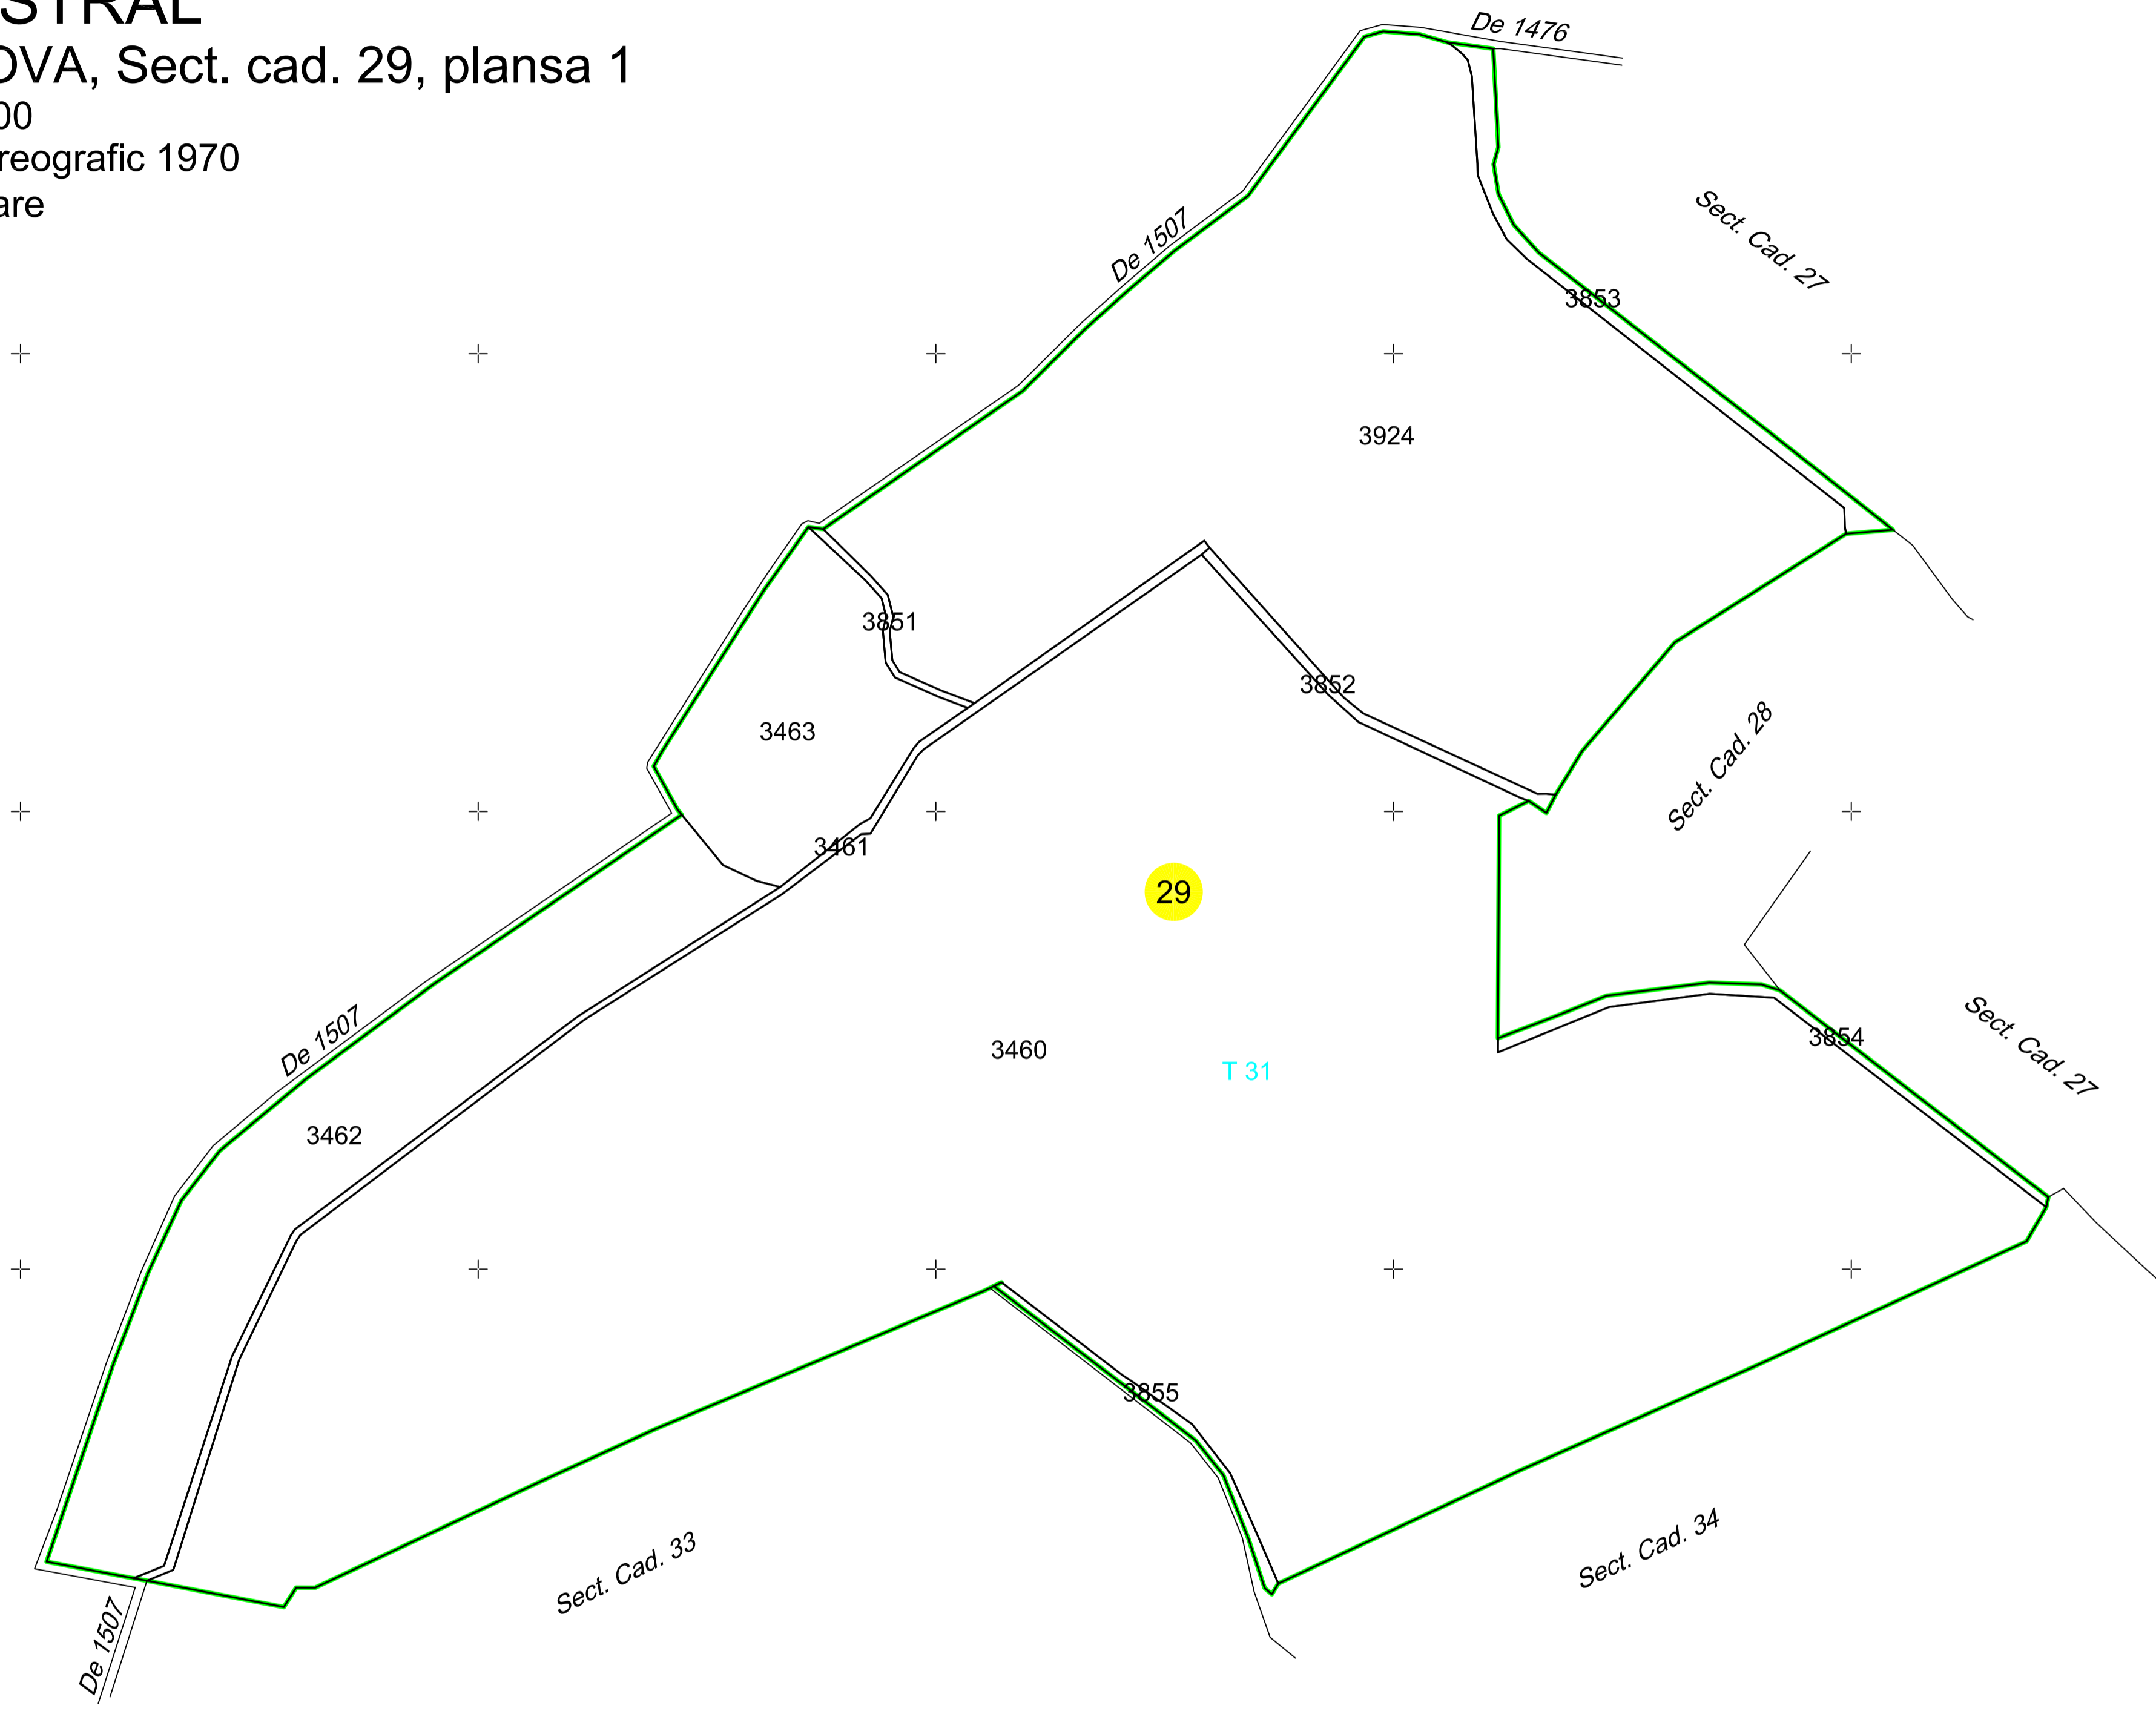 STRAL
OVA, Sect. cad. 29, plansa 1
00
reografic 1970
are
De 1476
Sect. Cad. 27
De 1507
3853
3924
3851
3852
3463
Sect. Cad. 28
3461
29
Sect. Cad. 27
De 1507
3854
3460
T 31
3462
3855
Sect. Cad. 33
Sect. Cad. 34
De 1507